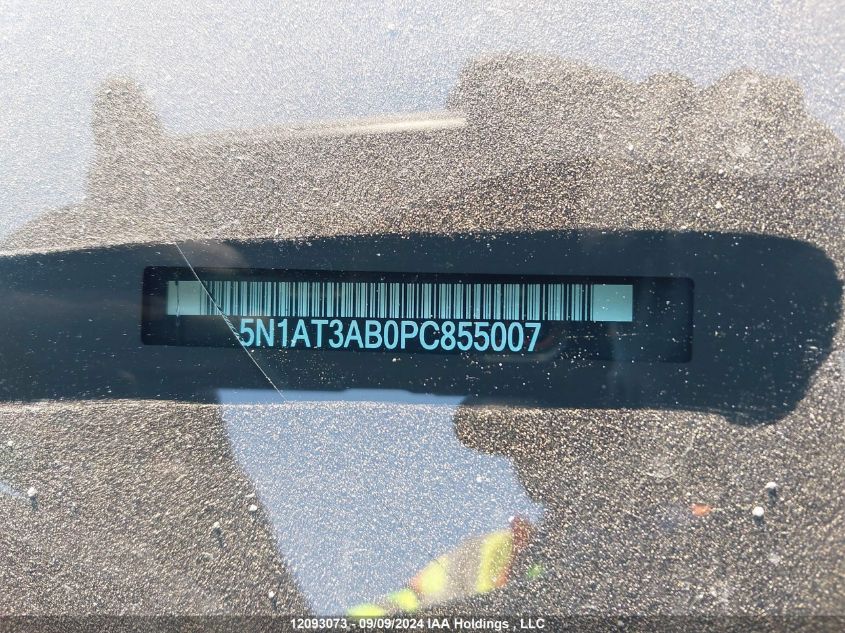 5N1AT3AB0PC855007
12093073 - 09/09/2024 IAA Holdings , LLC